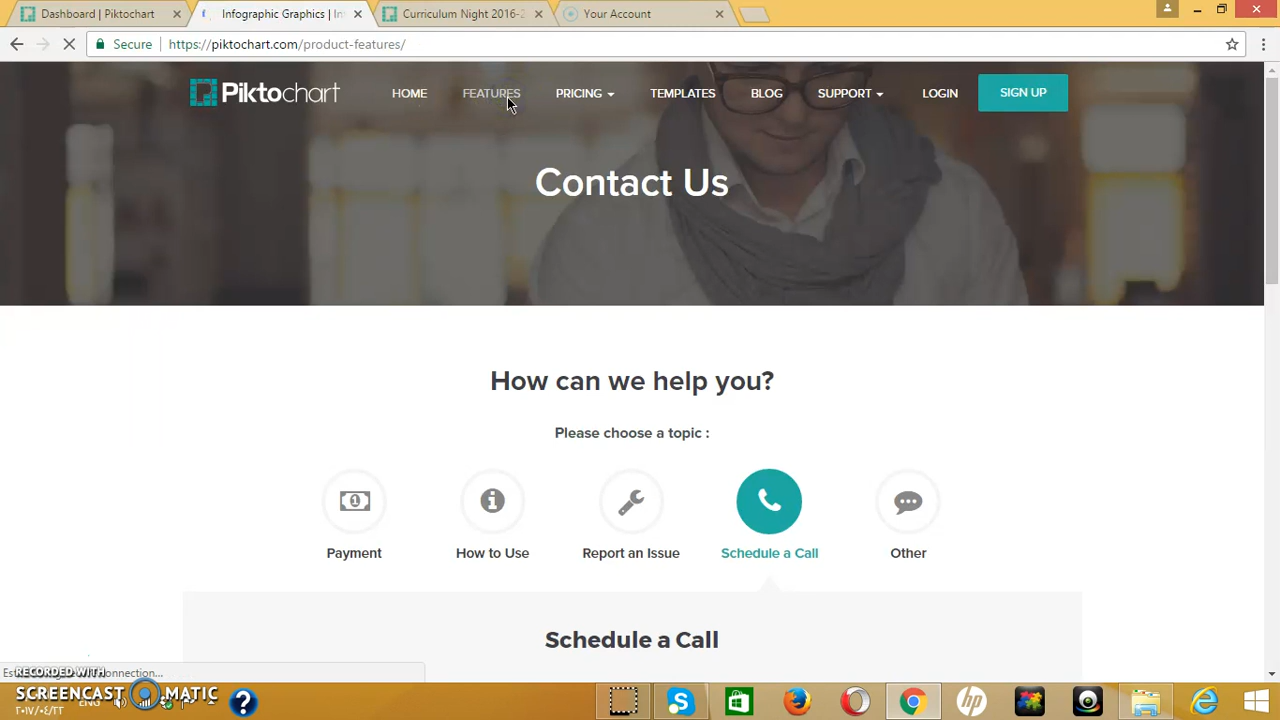 Dashboard | Piktochart
Infographic Graphics | In
Curriculum Night 2016-2
Your Account
Secure
https://piktochart.com/product-features/
Piktochart
HOME
FEATURES
PRICING
TEMPLATES
BLOG
SUPPORT
LOGIN
SIGN UP
Contact Us
How can we help you?
Please choose a topic :
Payment
How to Use
Report an Issue
Schedule a Call
Other
Schedule a Call
RECORDED WITH
SCREENCAST MATIC
ENG